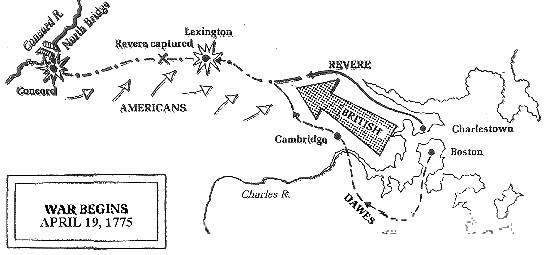 Concord R.
North Bridge
Lexington
Revers captured
REVERE
Concord
AMERICANS
BRITISH
Charlestown
Cambridge
Boston
Charles R.
DAWES
WAR BEGINS
APRIL 19, 1775